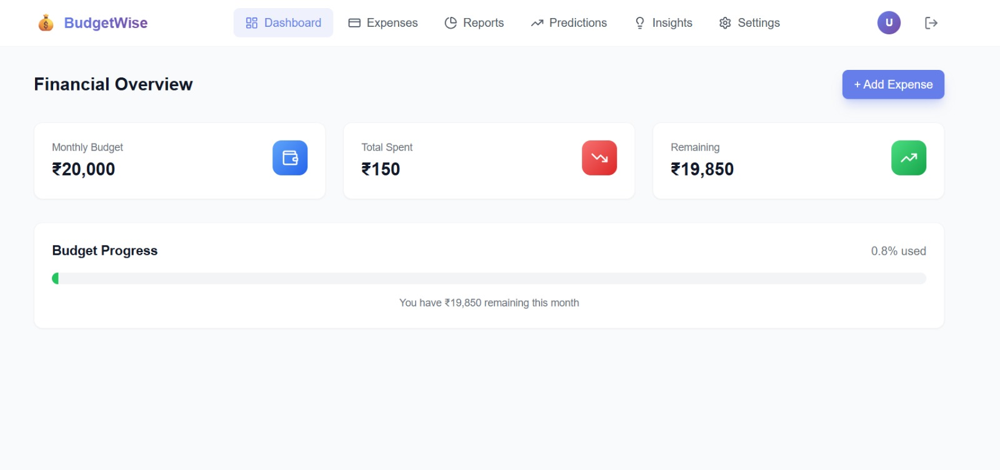 BudgetWise
Dashboard
Expenses
Reports
Predictions
Insights
Settings
U
Financial Overview
+ Add Expense
Monthly Budget
₹20,000
Total Spent
₹150
Remaining
₹19,850
Budget Progress
0.8% used
You have ₹19,850 remaining this month